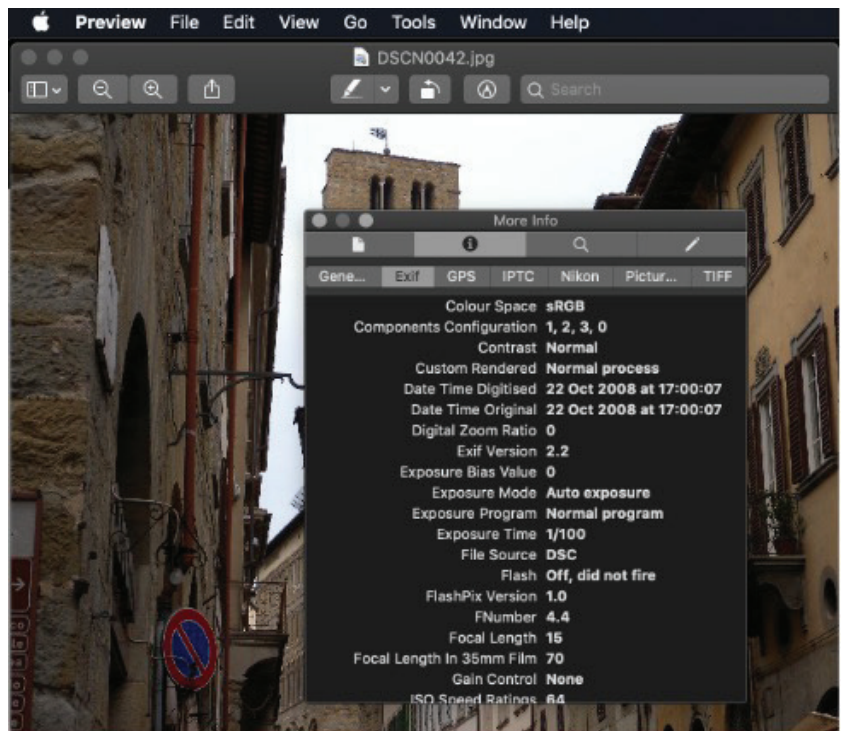 Preview File Edit View Go Tools Window Help
DSCN0042.jpg
Search
More Info
Gene... Exif GPS IPTC Nikon Pictur... TIFF
Colour Space sRGB
Components Configuration 1, 2, 3, 0
Contrast Normal
Custom Rendered Normal process
Date Time Digitised 22 Oct 2008 at 17:00:07
Date Time Original 22 Oct 2008 at 17:00:07
Digital Zoom Ratio 0
Exif Version 2.2
Exposure Bias Value 0
Exposure Mode Auto exposure
Exposure Program Normal program
Exposure Time 1/100
File Source DSC
Flash Off, did not fire
FlashPix Version 1.0
FNumber 4.4
Focal Length 15
Focal Length In 35mm Film 70
Gain Control None
ISO Speed Ratings 64